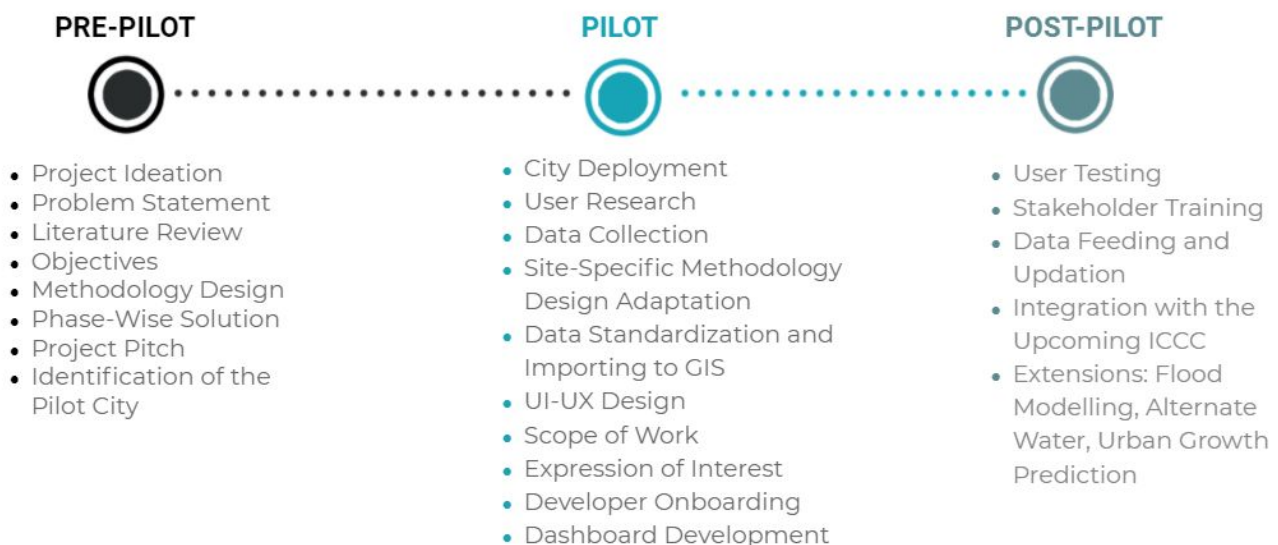 PRE-PILOT
PILOT
POST-PILOT
• Project Ideation
• Problem Statement
• Literature Review
• Objectives
• Methodology Design
• Phase-Wise Solution
• Project Pitch
• Identification of the
Pilot City
• City Deployment
• User Research
• Data Collection
• Site-Specific Methodology
Design Adaptation
• Data Standardization and
Importing to GIS
• UI-UX Design
• Scope of Work
• Expression of Interest
• Developer Onboarding
• Dashboard Development
• User Testing
• Stakeholder Training
• Data Feeding and
Updation
• Integration with the
Upcoming ICCC
• Extensions: Flood
Modelling, Alternate
Water, Urban Growth
Prediction